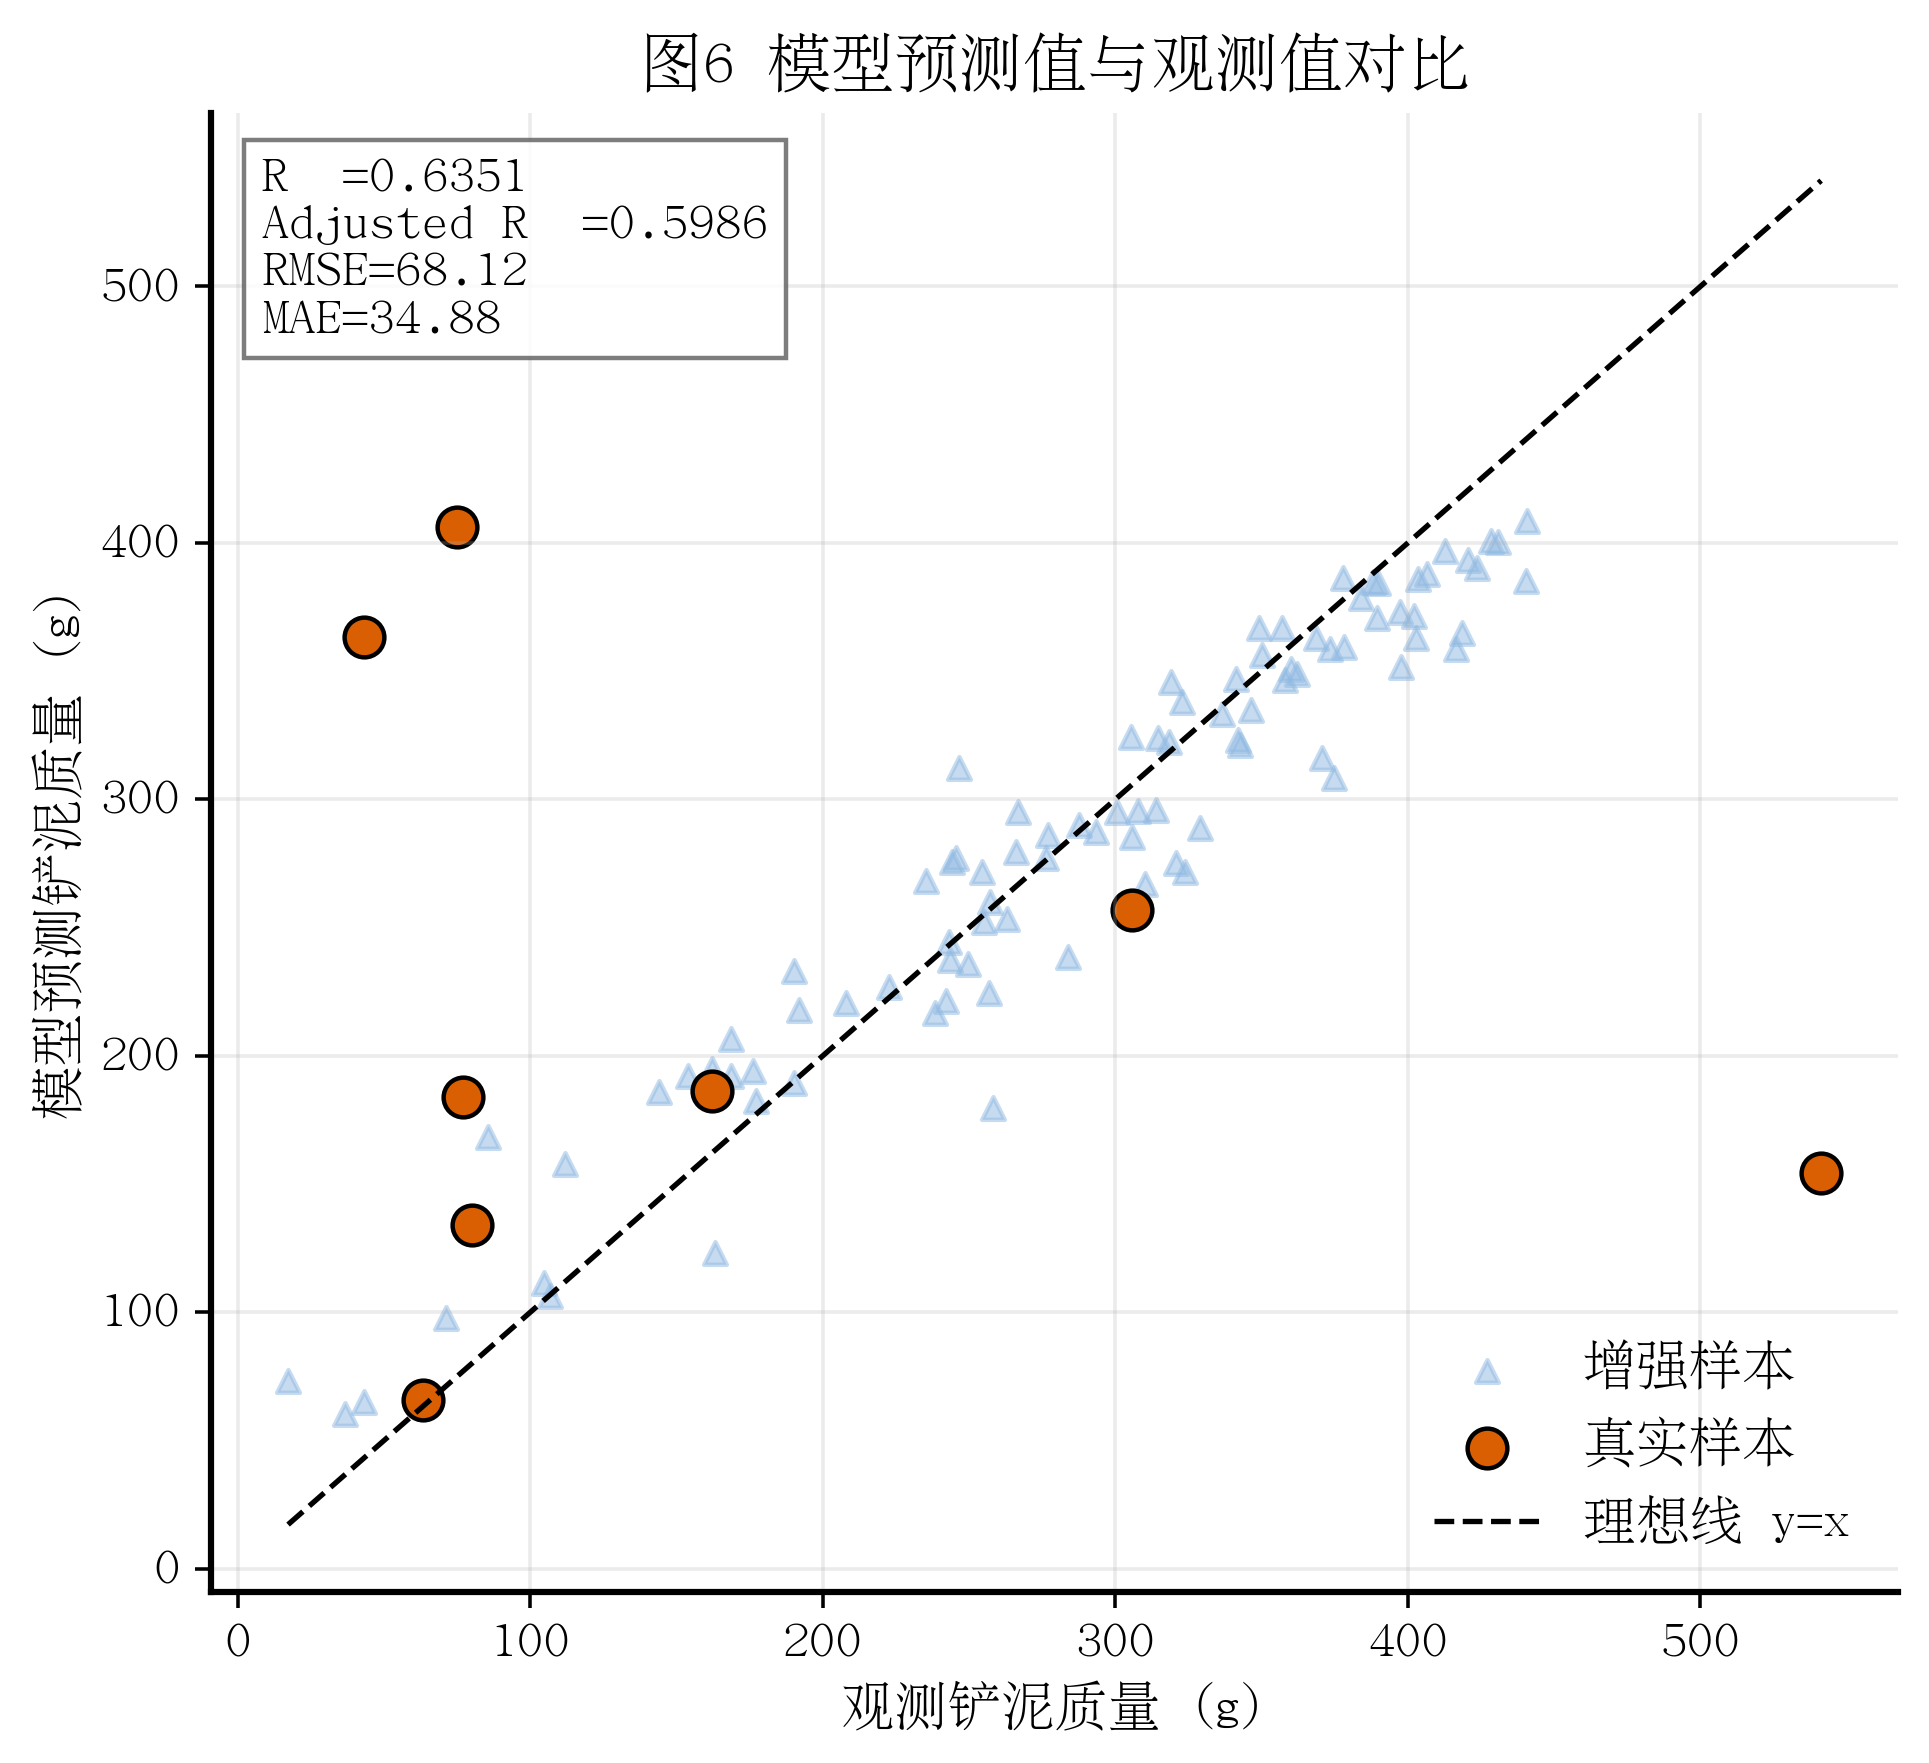 图6 模型预测值与观测值对比
R  =0.6351
Adjusted R  =0.5986
RMSE=68.12
MAE=34.88
模型预测铲泥质量 (g)
500
400
300
200
100
0
0 100 200 300 400 500
观测铲泥质量 (g)
增强样本
真实样本
理想线 y=x